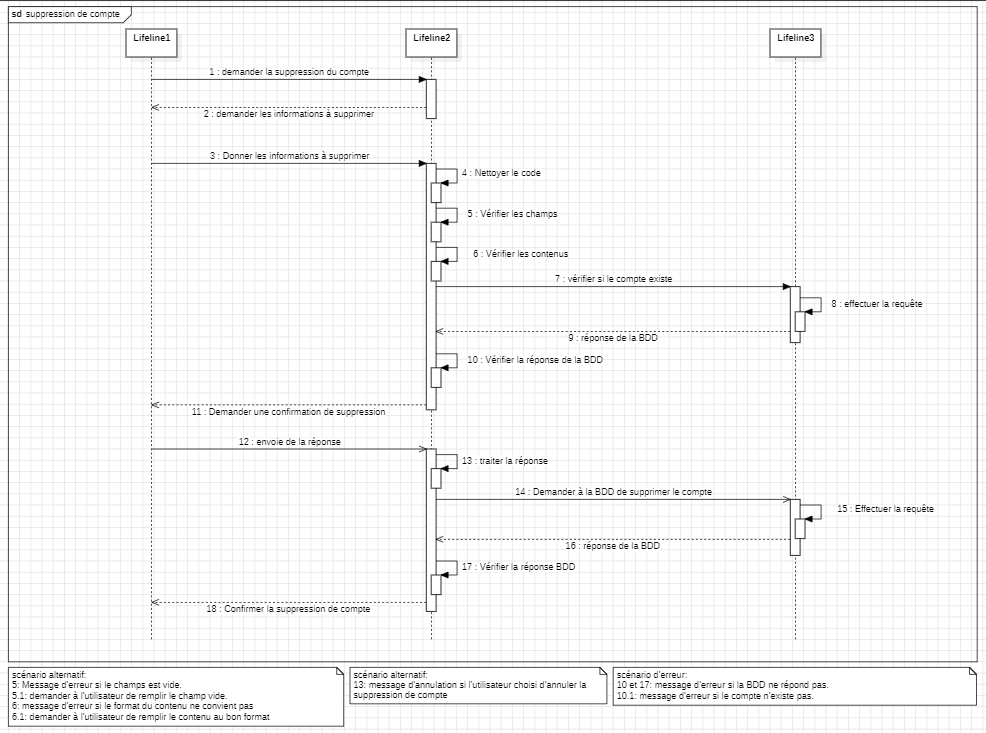 sd suppression de compte
Lifeline1
Lifeline2
Lifeline3
1 : demander la suppression du compte
2 : demander les informations à supprimer
3 : Donner les informations à supprimer
4 : Nettoyer le code
5 : Vérifier les champs
6 : Vérifier les contenus
7 : vérifier si le compte existe
8 : effectuer la requête
9 : réponse de la BDD
10 : Vérifier la réponse de la BDD
11 : Demander une confirmation de suppression
12 : envoie de la réponse
13 : traiter la réponse
14 : Demander à la BDD de supprimer le compte
15 : Effectuer la requête
16 : réponse de la BDD
17 : Vérifier la réponse BDD
18 : Confirmer la suppression de compte
scénario alternatif:
5: Message d'erreur si le champs est vide.
5.1: demander à l'utilisateur de remplir le champ vide.
6: message d'erreur si le format du contenu ne convient pas
6.1: demander à l'utilisateur de remplir le contenu au bon format
scénario alternatif:
13: message d'annulation si l'utilisateur choisi d'annuler la
suppression de compte
scénario d'erreur:
10 et 17: message d'erreur si la BDD ne répond pas.
10.1: message d'erreur si le compte n'existe pas.